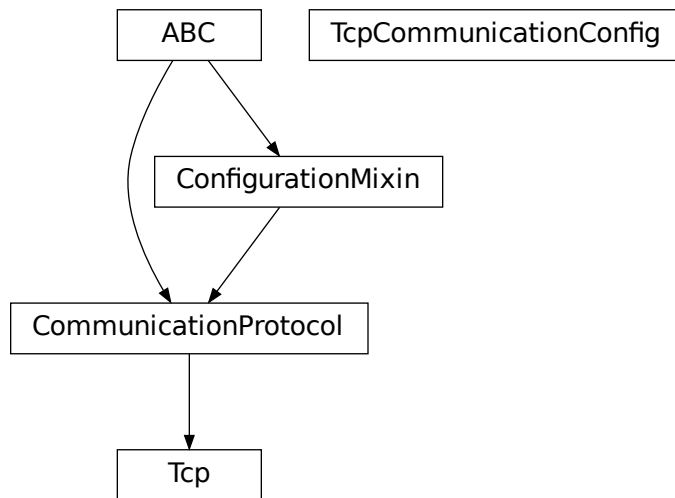 ABC
TcpCommunicationConfig
ConfigurationMixin
CommunicationProtocol
Tcp